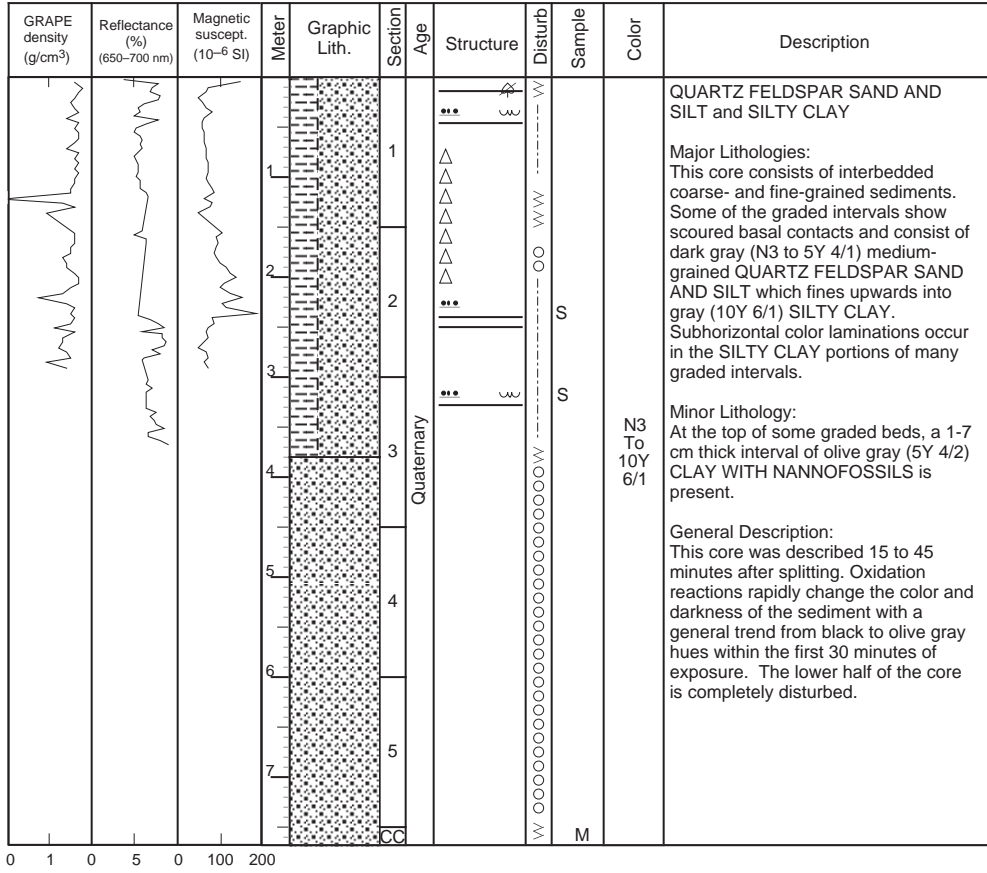 GRAPE
density
(g/cm3)
Reflectance
(%)
(650–700 nm)
Magnetic
suscept.
(10–6 SI)
Meter
Graphic
Lith.
Section
Age
Structure
Disturb
Sample
Color
Description
1
2
3
4
5
6
7
1
2
3
4
5
CC
Quaternary
S
S
M
N3
To
10Y
6/1
QUARTZ FELDSPAR SAND AND
SILT and SILTY CLAY
Major Lithologies:
This core consists of interbedded
coarse- and fine-grained sediments.
Some of the graded intervals show
scoured basal contacts and consist of
dark gray (N3 to 5Y 4/1) medium-
grained QUARTZ FELDSPAR SAND
AND SILT which fines upwards into
gray (10Y 6/1) SILTY CLAY.
Subhorizontal color laminations occur
in the SILTY CLAY portions of many
graded intervals.
Minor Lithology:
At the top of some graded beds, a 1-7
cm thick interval of olive gray (5Y 4/2)
CLAY WITH NANNOFOSSILS is
present.
General Description:
This core was described 15 to 45
minutes after splitting. Oxidation
reactions rapidly change the color and
darkness of the sediment with a
general trend from black to olive gray
hues within the first 30 minutes of
exposure.  The lower half of the core
is completely disturbed.
0 1 0 5 0 100 200